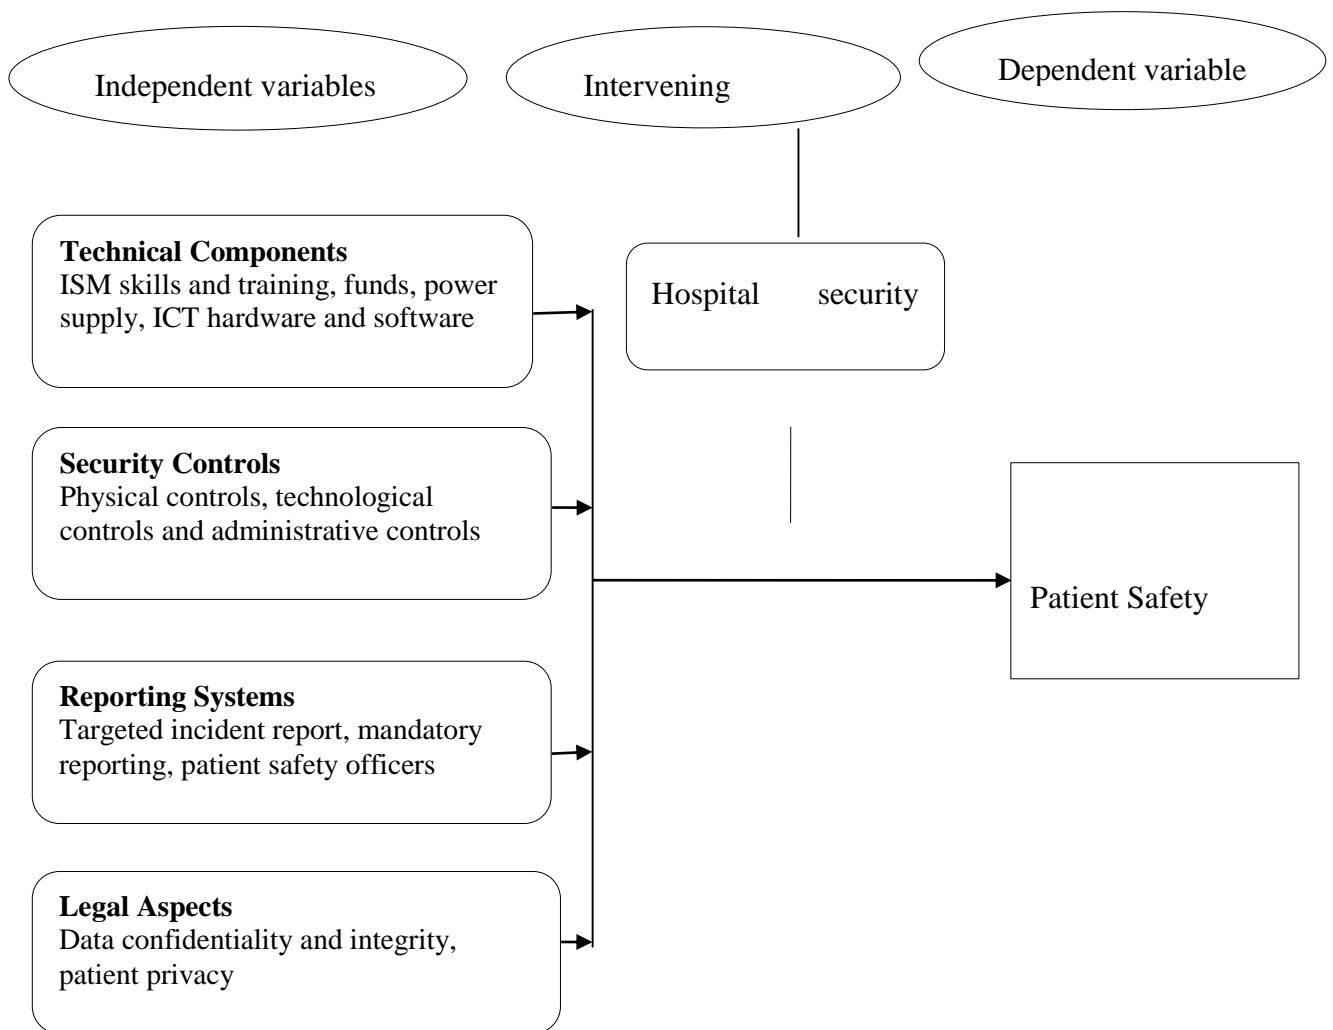 Independent variables
Intervening
Dependent variable
Technical Components
ISM skills and training, funds, power
supply, ICT hardware and software
Hospital security
Security Controls
Physical controls, technological
controls and administrative controls
Patient Safety
Reporting Systems
Targeted incident report, mandatory
reporting, patient safety officers
Legal Aspects
Data confidentiality and integrity,
patient privacy